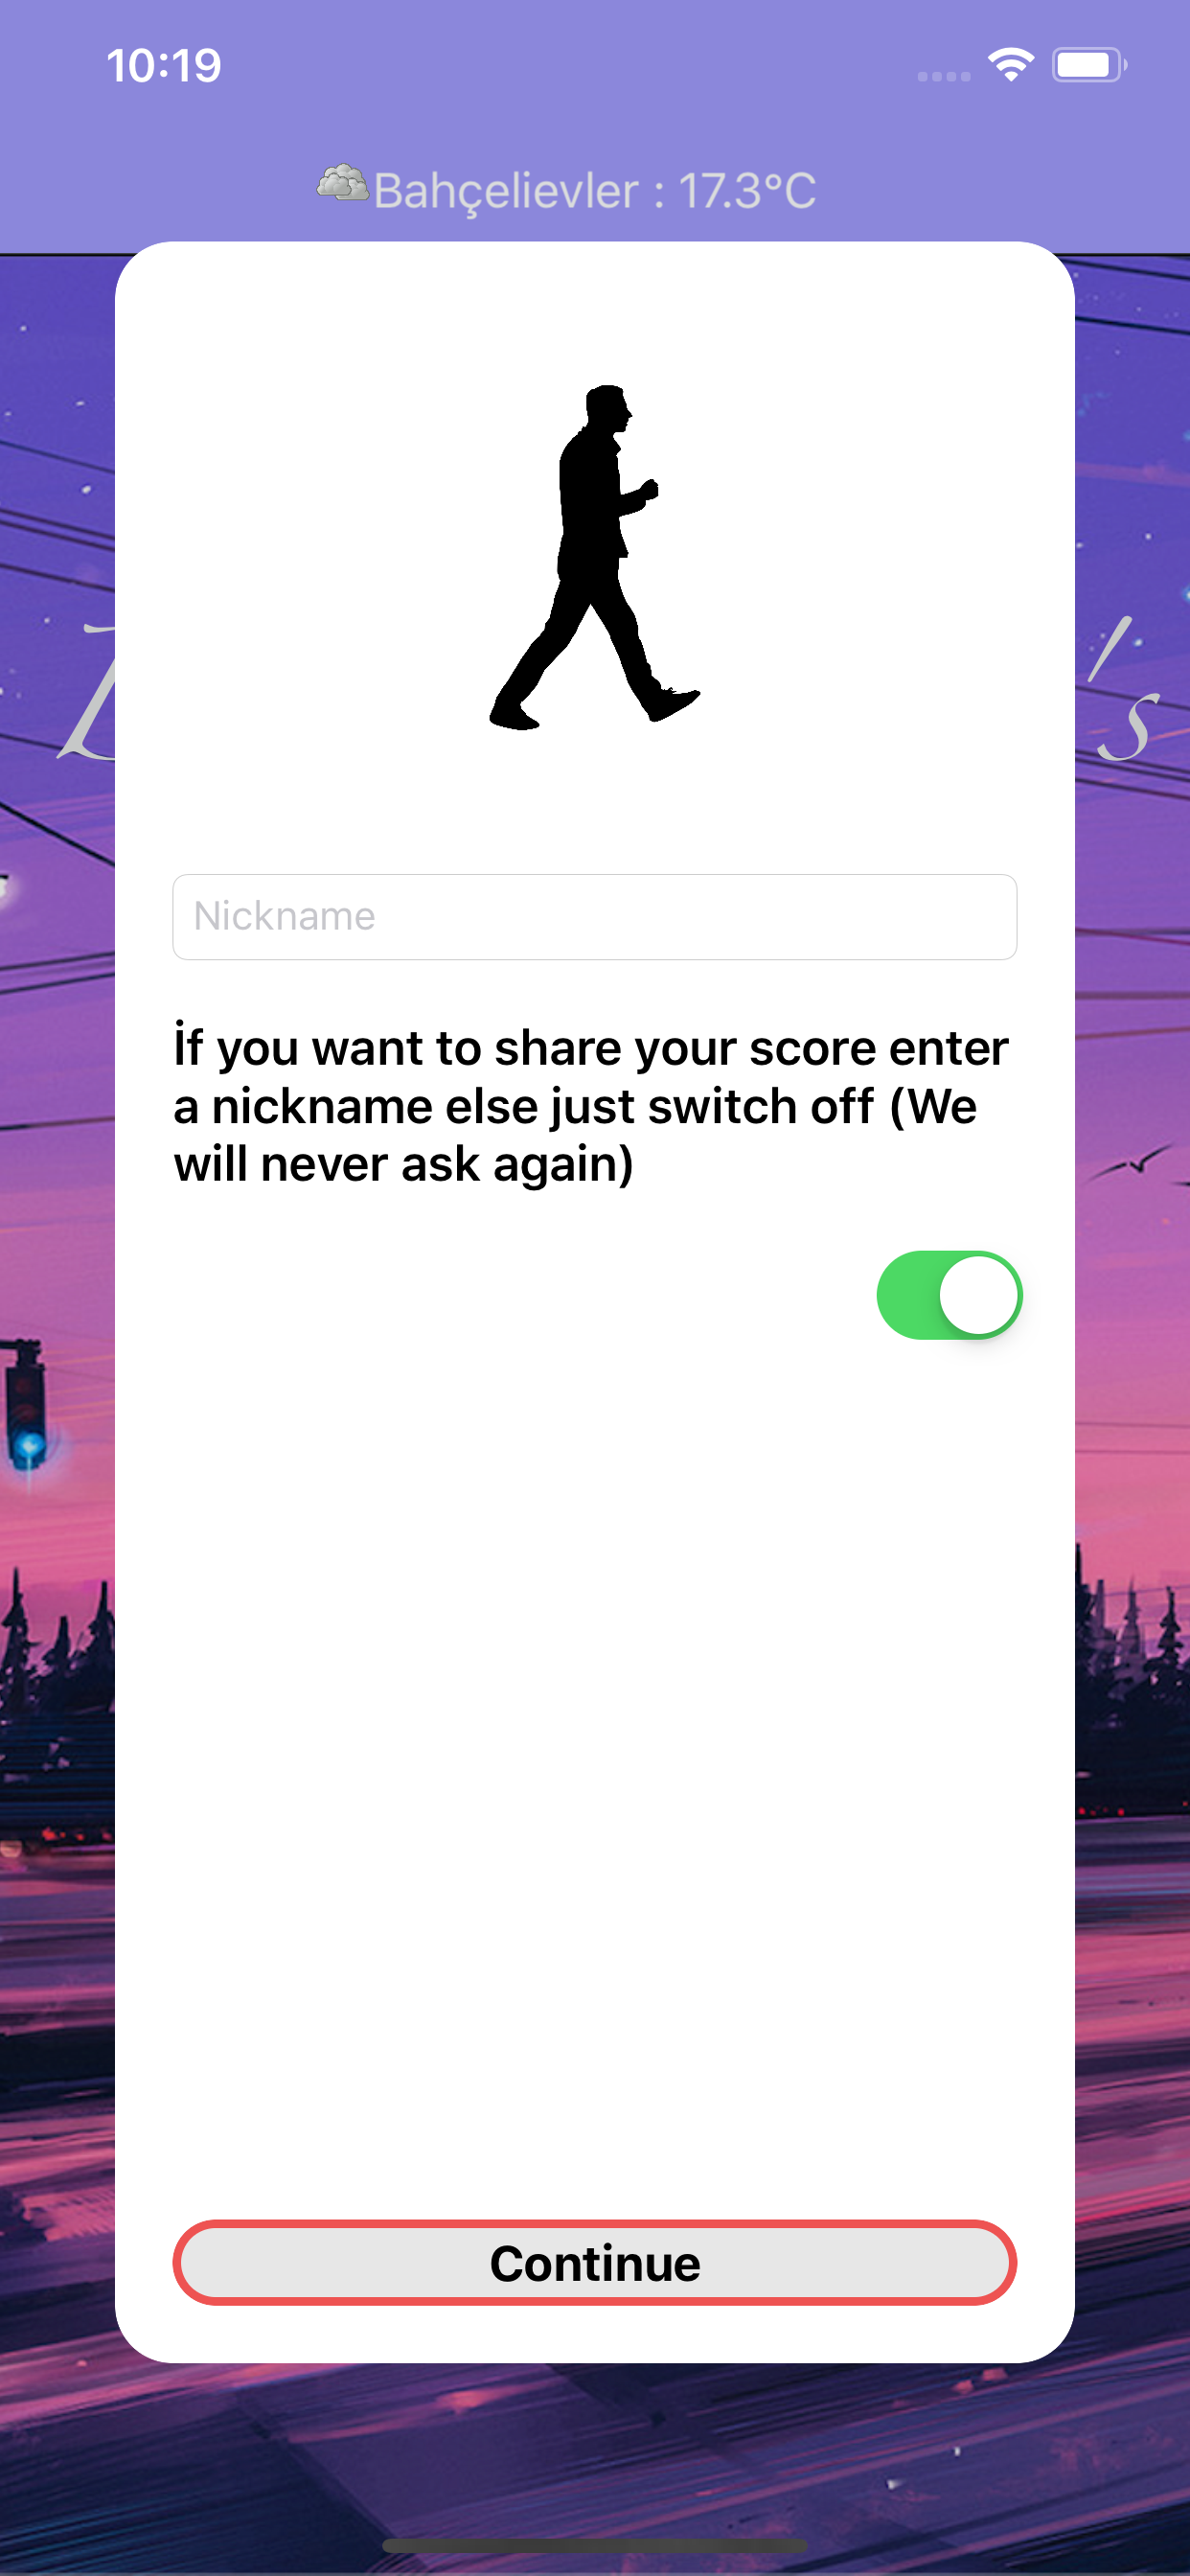 10:19
Bahçelievler : 17.3°C
's
Nickname
İf you want to share your score enter
a nickname else just switch off (We
will never ask again)
Continue